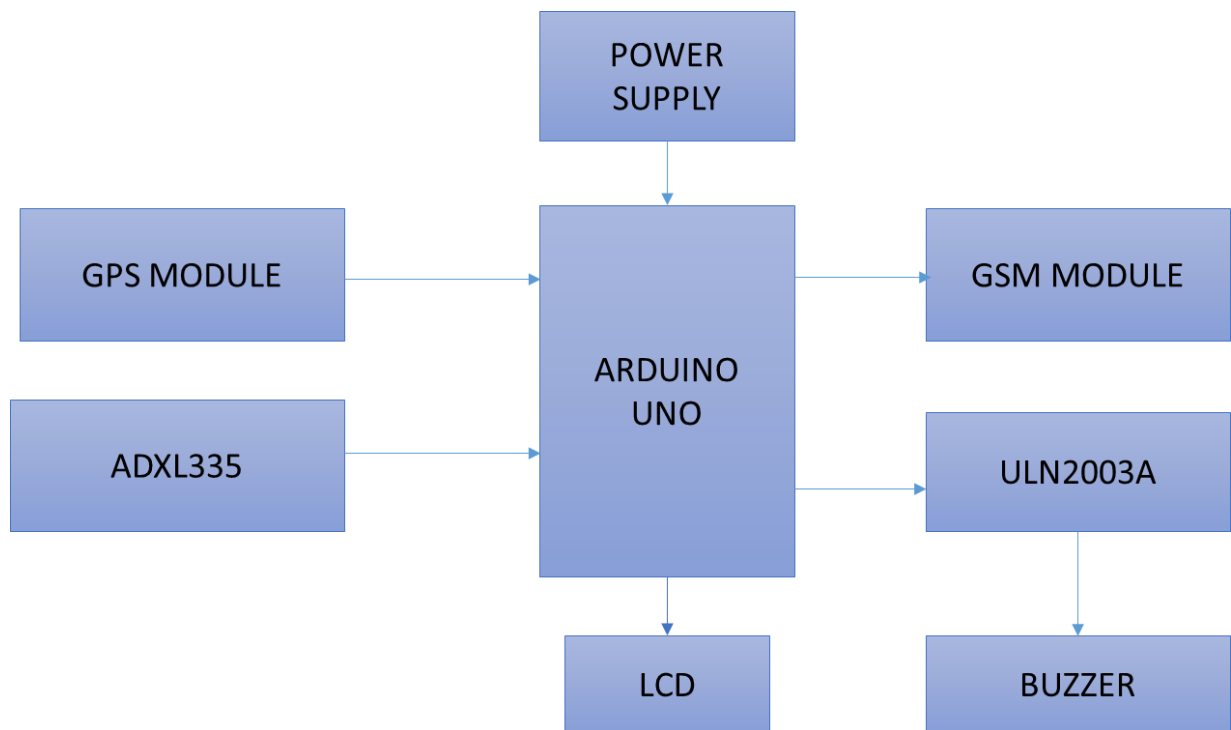 POWER
SUPPLY
GPS MODULE
GSM MODULE
ARDUINO
UNO
ADXL335
ULN2003A
LCD
BUZZER